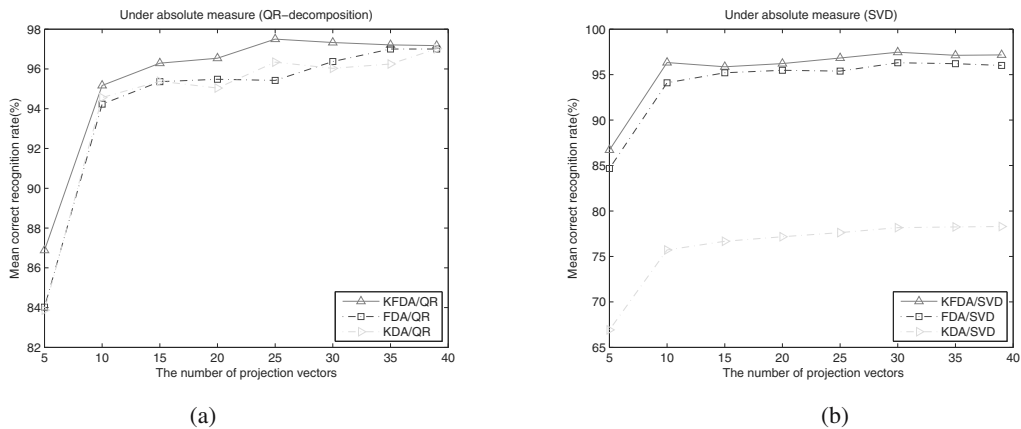 Under absolute measure (QR−decomposition)
98
96
94
92
90
88
86
84
82
Mean correct recognition rate(%)
5 10 15 20 25 30 35 40
The number of projection vectors
KFDA/QR
FDA/QR
KDA/QR
(a)
Under absolute measure (SVD)
100
95
90
85
80
75
70
65
Mean correct recognition rate(%)
5 10 15 20 25 30 35 40
The number of projection vectors
KFDA/SVD
FDA/SVD
KDA/SVD
(b)